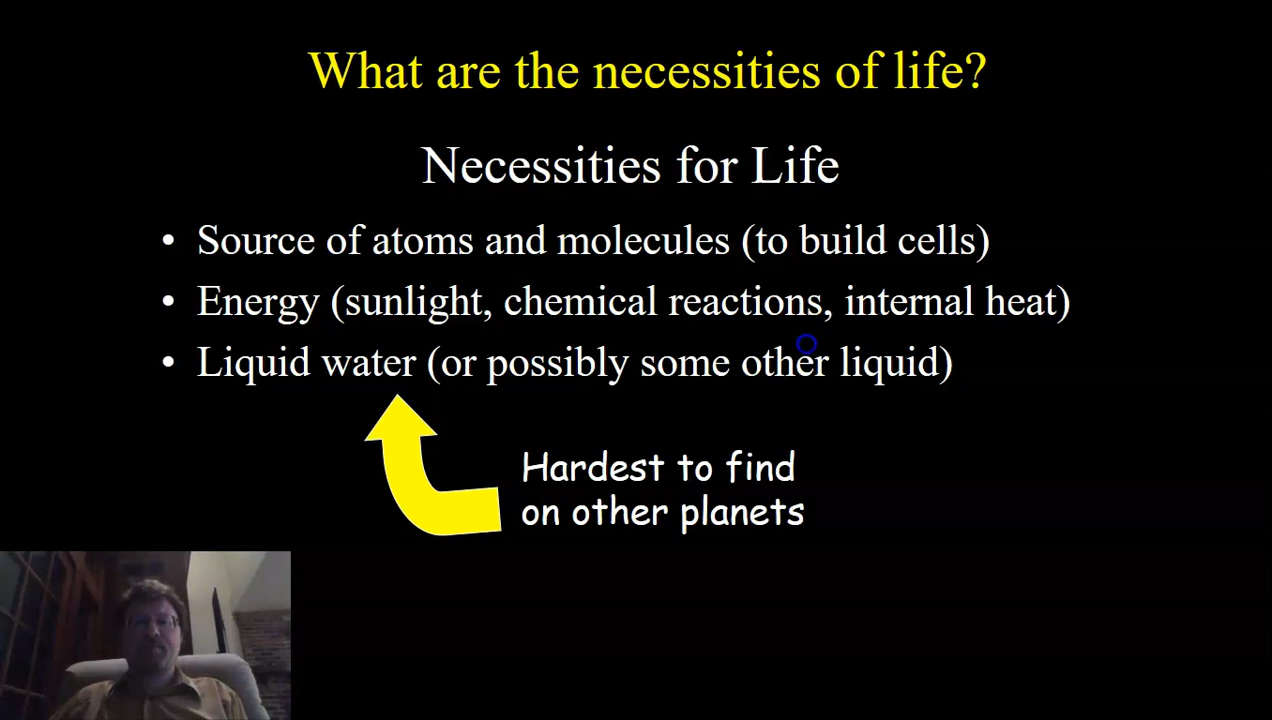 What are the necessities of life?
Necessities for Life
• Source of atoms and molecules (to build cells)
• Energy (sunlight, chemical reactions, internal heat)
• Liquid water (or possibly some other liquid)
Hardest to find
on other planets